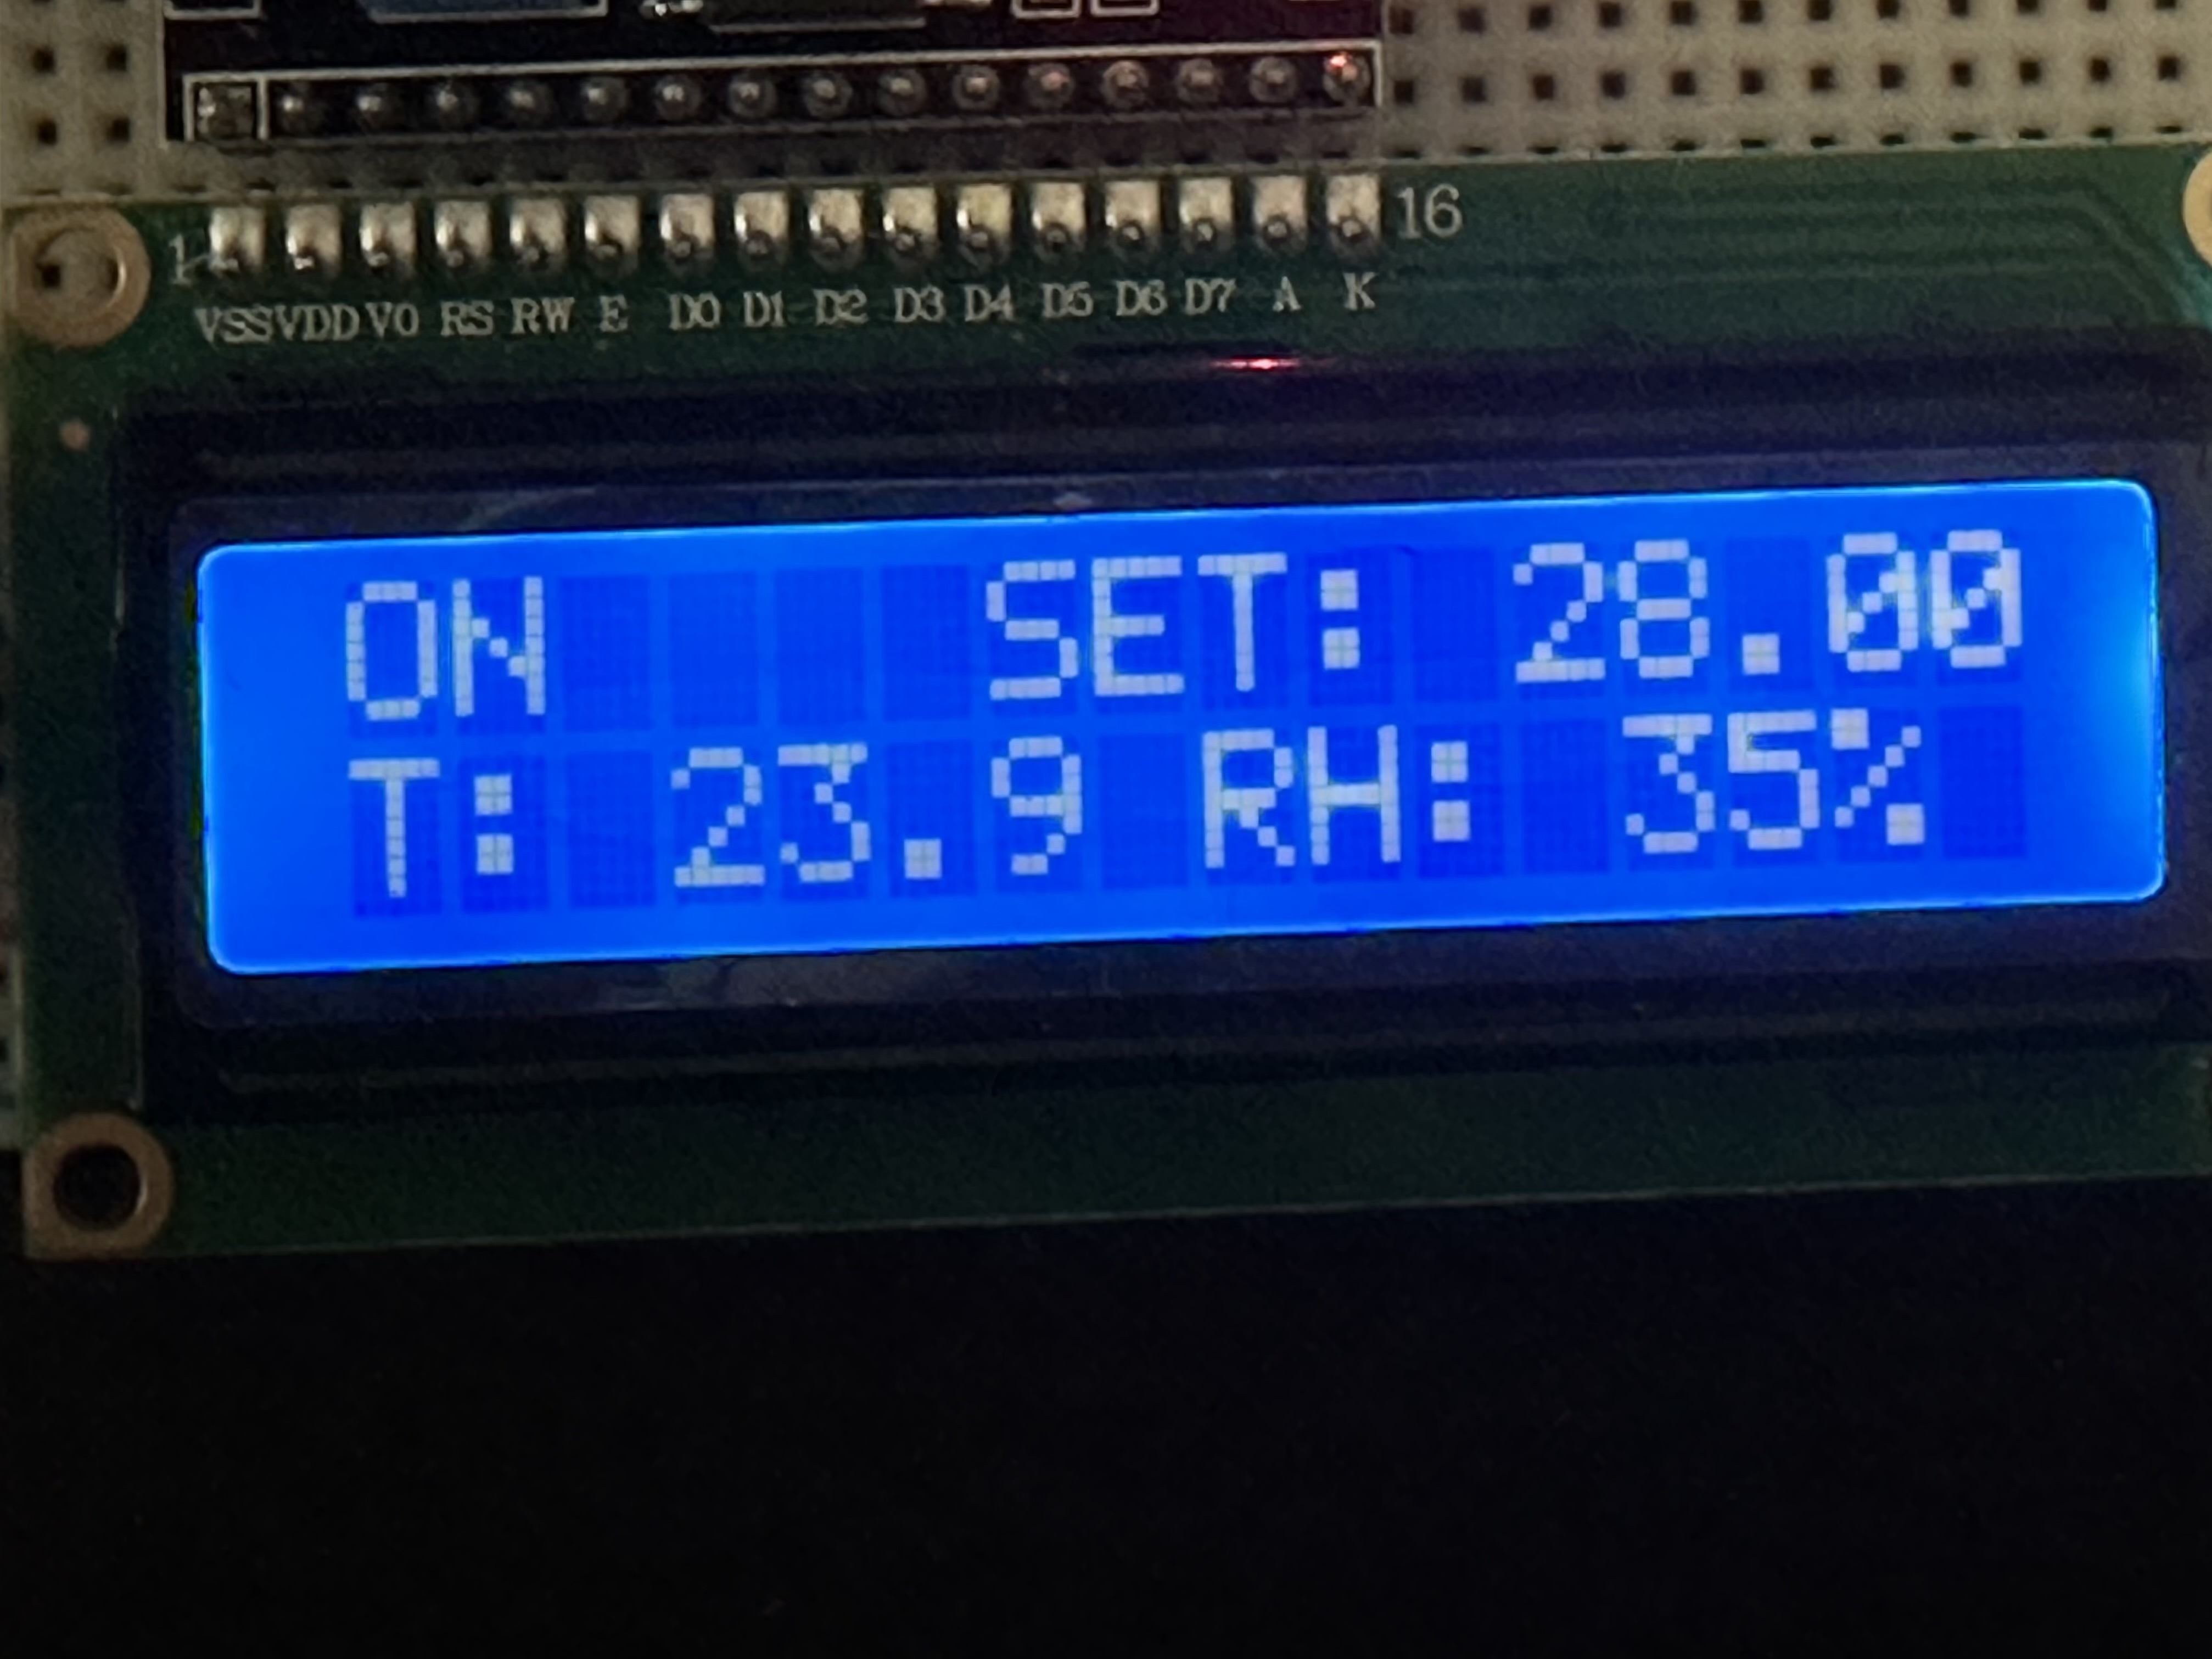 1 16
VSS VDD V0 RS RW E D0 D1 D2 D3 D4 D5 D6 D7 A K
ON SET: 28.00
T: 23.9 RH: 35%